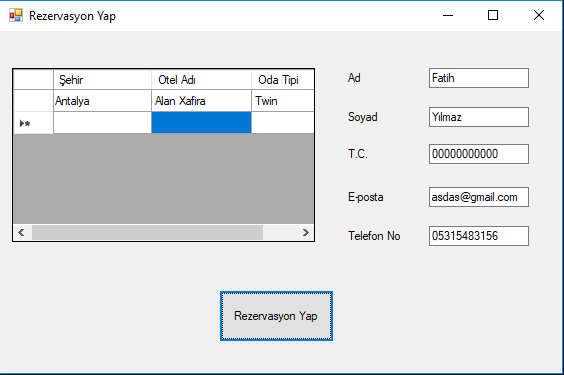 Rezervasyon Yap
Şehir Otel Adı Oda Tipi
Antalya Alan Xafira Twin
Ad Fatih
Soyad Yılmaz
T.C. 00000000000
E-posta asdas@gmail.com
Telefon No 05315483156
Rezervasyon Yap